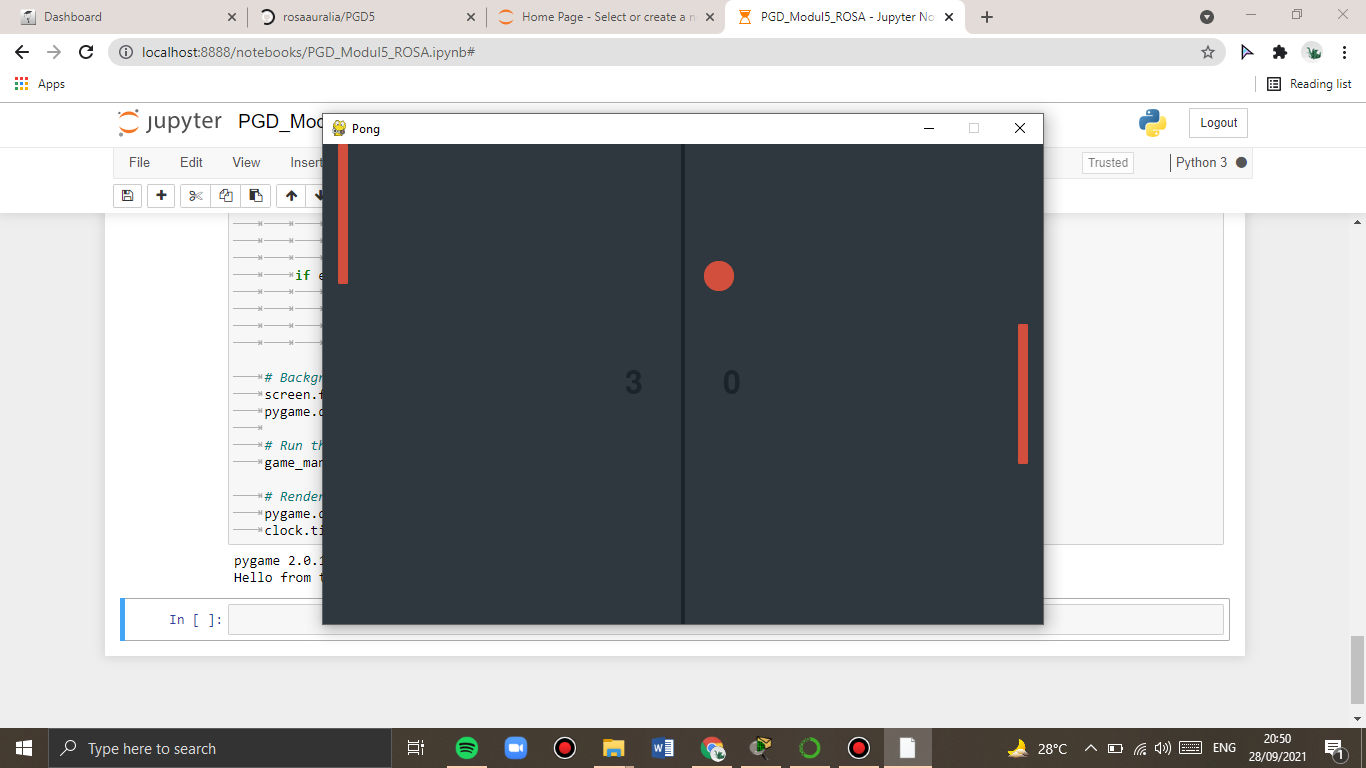 Dashboard
rosaauralia/PGD5
Home Page - Select or create a n
PGD_Modul5_ROSA - Jupyter No
localhost:8888/notebooks/PGD_Modul5_ROSA.ipynb#
Apps
Reading list
jupyter PGD_Mod
Pong
Logout
File Edit View Insert
Trusted
Python 3
if e
3 0
# Backgr
screen.f
pygame.d
# Run th
game_man
# Render
pygame.d
clock.ti
pygame 2.0.1
Hello from t
In [ ]:
Type here to search
28°C
ENG
20:50
28/09/2021
1